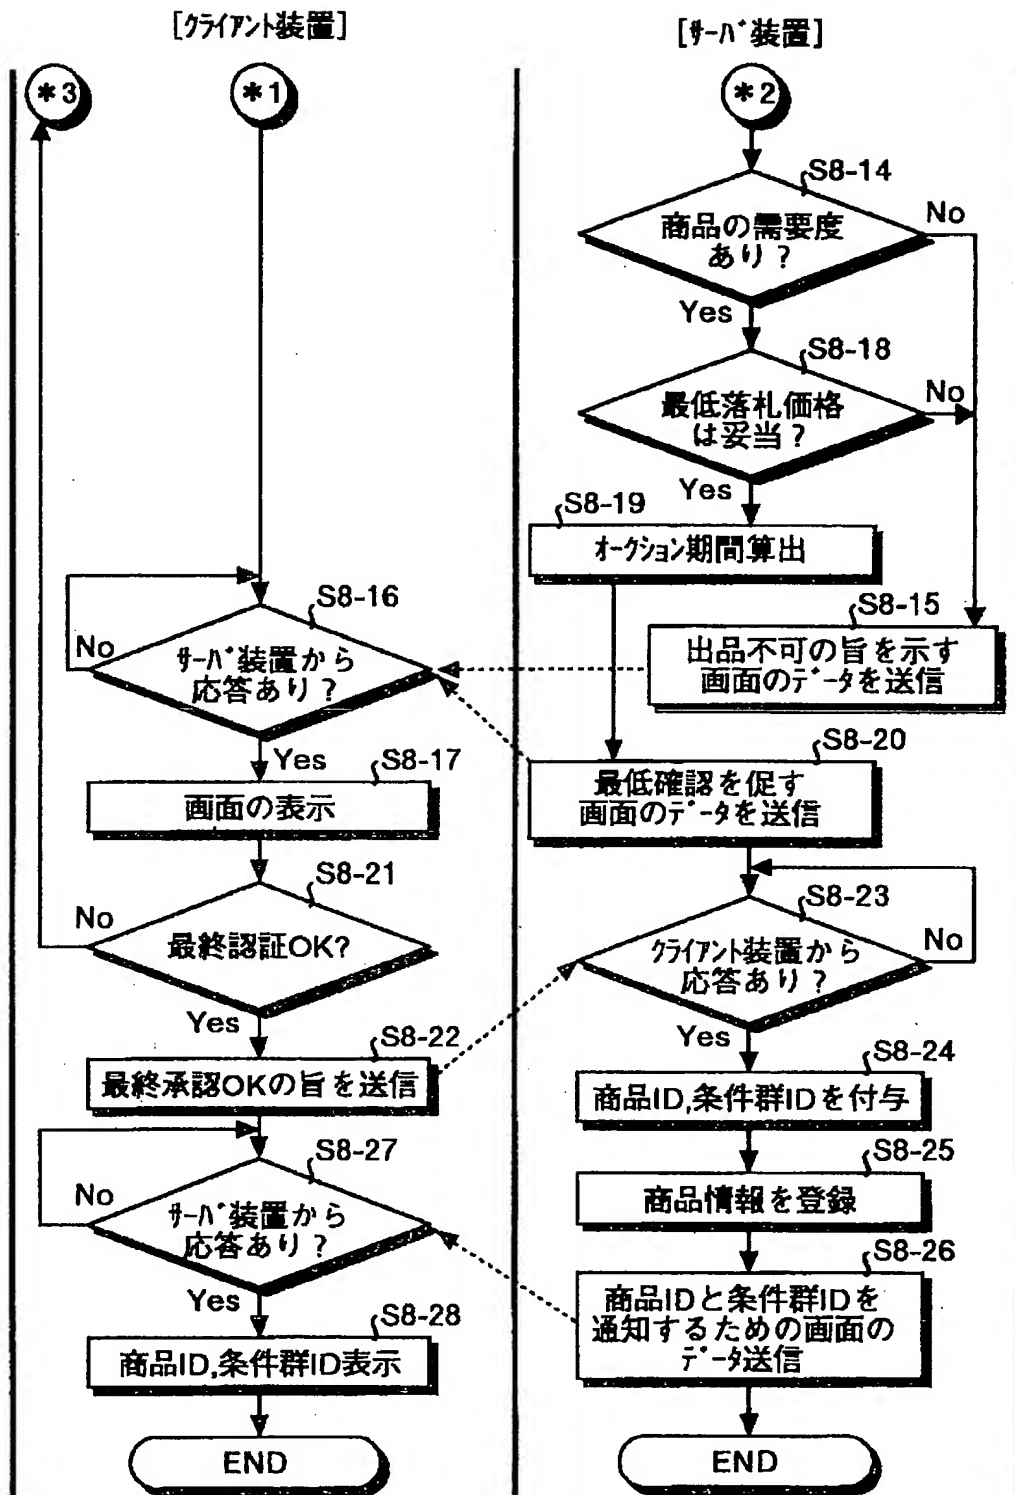 [クライアント装置]
[サーバ装置]
*3
*1
*2
S8-14
商品の需要度
あり?
No
Yes
S8-18
最低落札価格
は妥当?
No
Yes
S8-19
オークション期間算出
S8-15
出品不可の旨を示す
画面のデータを送信
S8-16
サーバ装置から
応答あり?
No
Yes
S8-17
画面の表示
S8-20
最低確認を促す
画面のデータを送信
S8-21
最終認証OK?
No
Yes
S8-23
クライアント装置から
応答あり?
No
Yes
S8-22
最終承認OKの旨を送信
S8-24
商品ID,条件群IDを付与
S8-25
商品情報を登録
S8-27
サーバ装置から
応答あり?
No
Yes
S8-26
商品IDと条件群IDを
通知するための画面の
データ送信
S8-28
商品ID,条件群ID表示
END
END